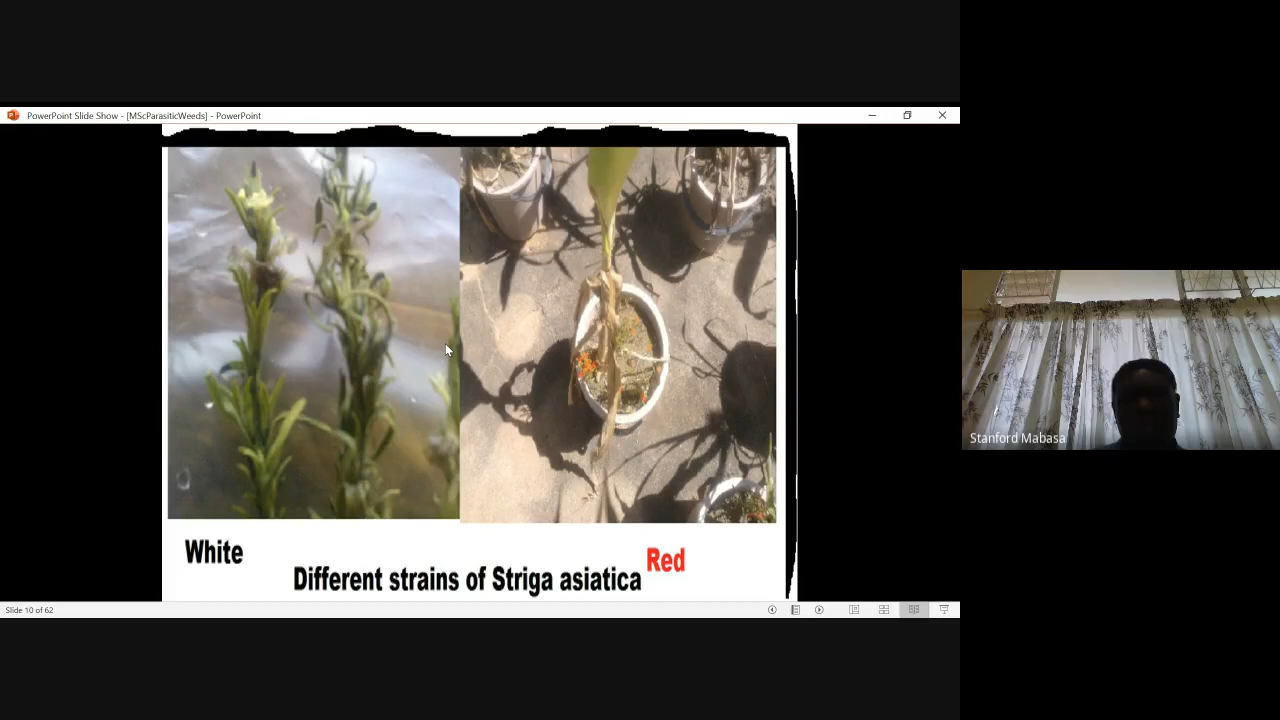 PowerPoint Slide Show - [MScParasiticWeeds] - PowerPoint
White
Red
Different strains of Striga asiatica
Stanford Mabasa
Slide 10 of 62